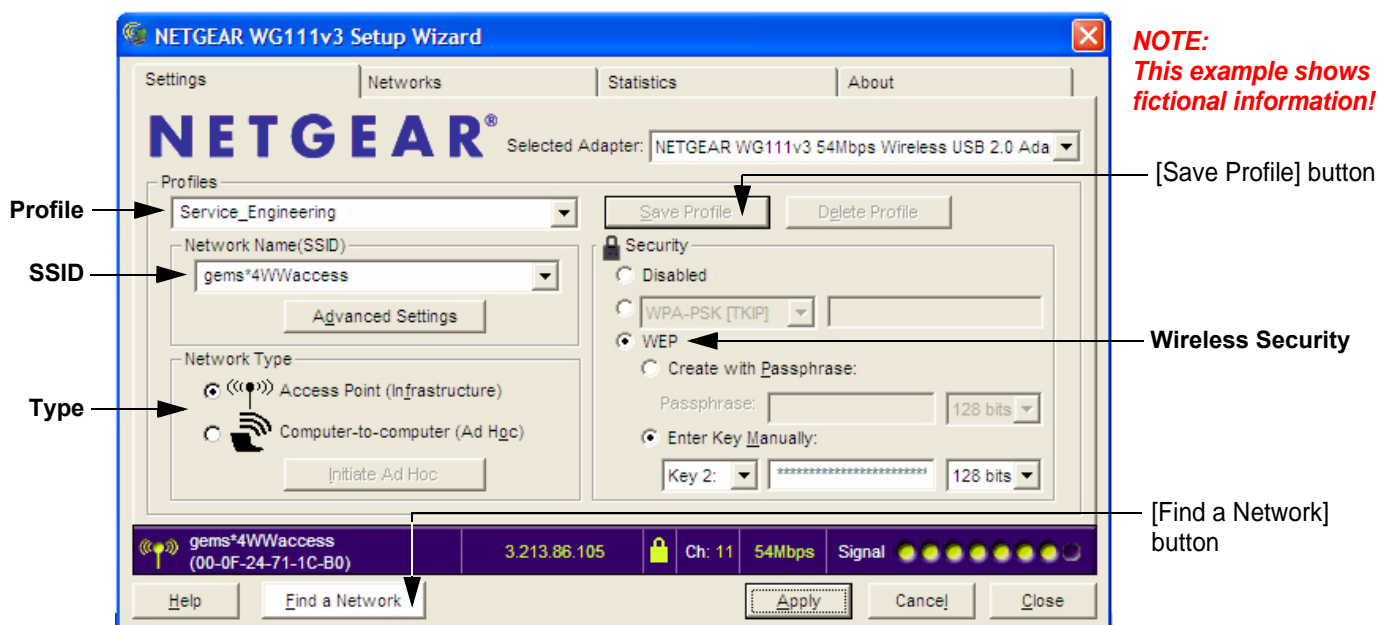 NETGEAR WG111v3 Setup Wizard
NOTE:
This example shows
fictional information!
Settings
Networks
Statistics
About
NETGEAR®
Selected Adapter: NETGEAR WG111v3 54Mbps Wireless USB 2.0 Ada
[Save Profile] button
Profiles
Profile
Service_Engineering
Save Profile
Delete Profile
Network Name(SSID)
SSID
gems*4WWaccess
Advanced Settings
Security
Disabled
WPA-PSK [TKIP]
WEP
Wireless Security
Create with Passphrase:
Passphrase:
128 bits
Enter Key Manually:
Key 2:
*************************
128 bits
Network Type
Type
Access Point (Infrastructure)
Computer-to-computer (Ad Hoc)
Initiate Ad Hoc
[Find a Network]
button
gems*4WWaccess
(00-0F-24-71-1C-B0)
3.213.86.105
Ch: 11
54Mbps
Signal
Help
Find a Network
Apply
Cancel
Close